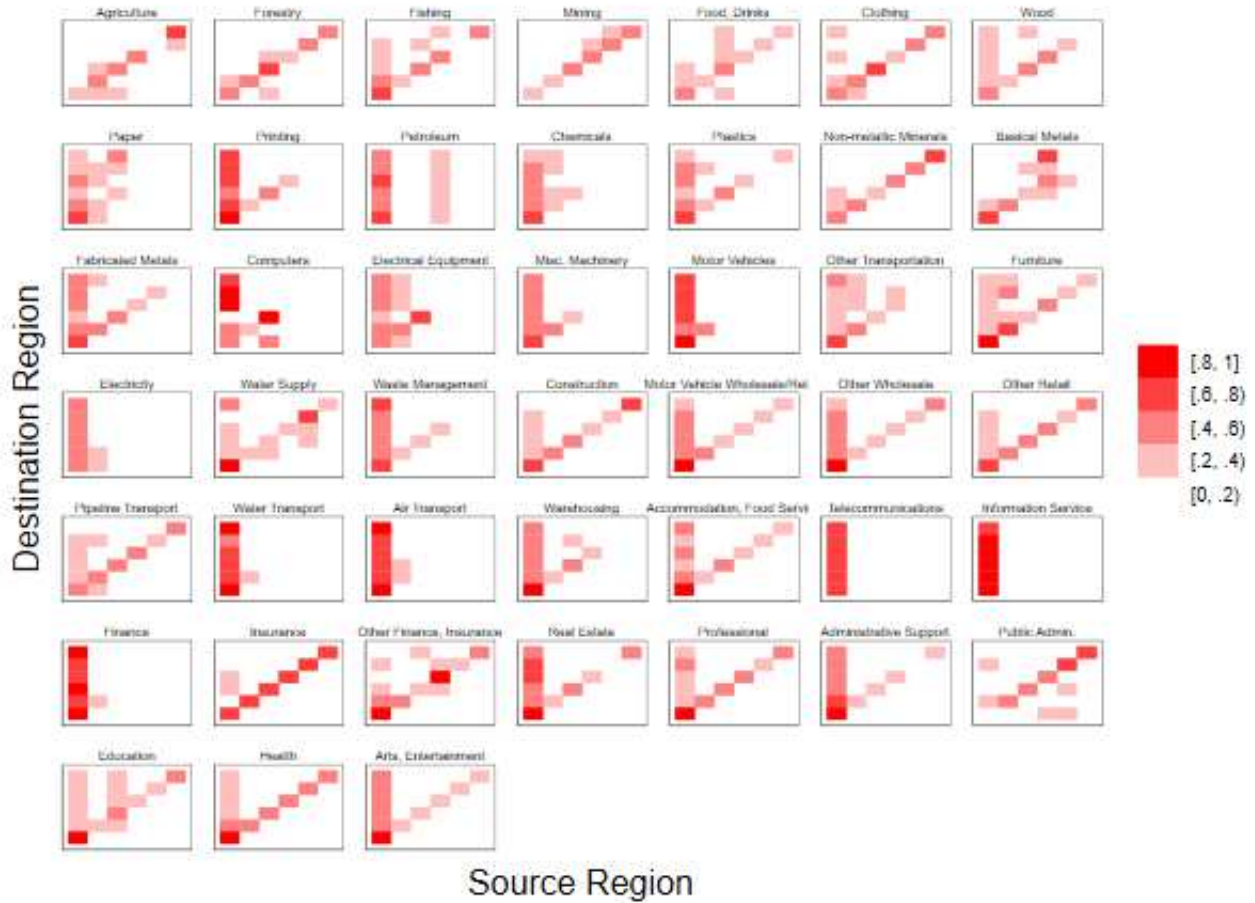 Agriculture
Forestry
Fishing
Mining
Food, Drinks
Clothing
Wood
Paper
Printing
Petroleum
Chemicals
Plastics
Non-metallic Minerals
Basical Metals
Fabricated Metals
Computers
Electrical Equipment
Misc. Machinery
Motor Vehicles
Other Transportation
Furniture
Electricity
Water Supply
Waste Management
Construction
Motor Vehicle Wholesale/Ret
Other Wholesale
Other Retail
Pipeline Transport
Water Transport
Air Transport
Warehousing
Accommodation, Food Servi
Telecommunications
Information Service
Finance
Insurance
Other Finance, Insurance
Real Estate
Professional
Administrative Support
Public Admin.
Education
Health
Arts, Entertainment
Destination Region
Source Region
[.8, 1]
[.6, .8)
[.4, .6)
[.2, .4)
[0, .2)